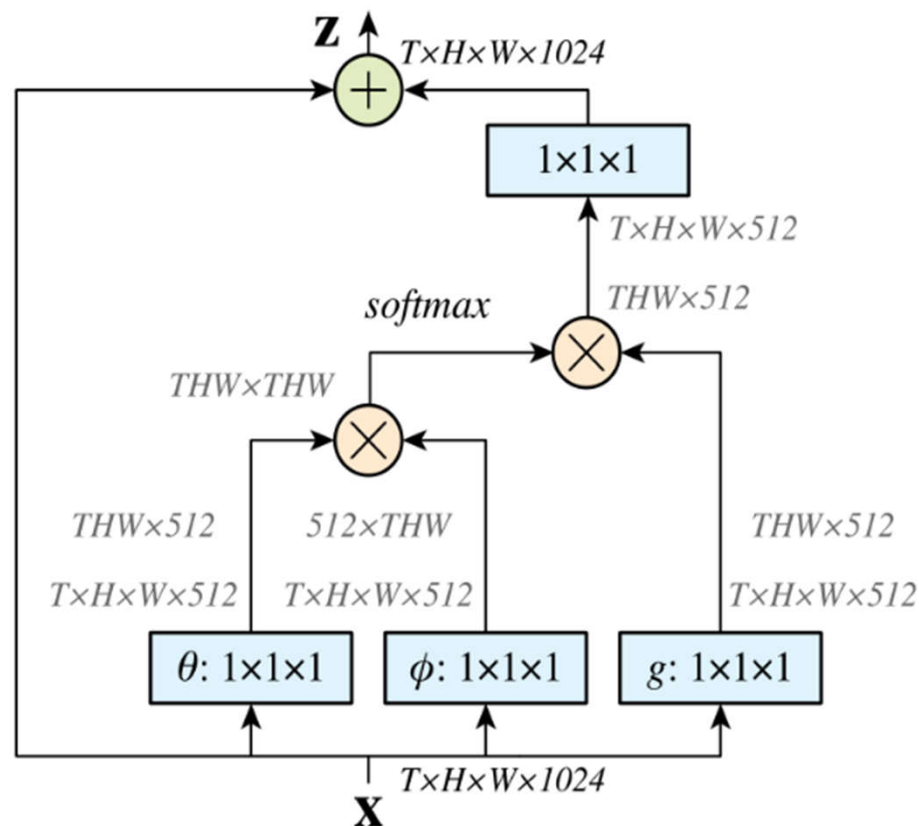 z
T×H×W×1024
+
1×1×1
T×H×W×512
softmax
THW×512
×
THW×THW
×
THW×512
512×THW
THW×512
T×H×W×512
T×H×W×512
T×H×W×512
θ: 1×1×1
ϕ: 1×1×1
g: 1×1×1
T×H×W×1024
x